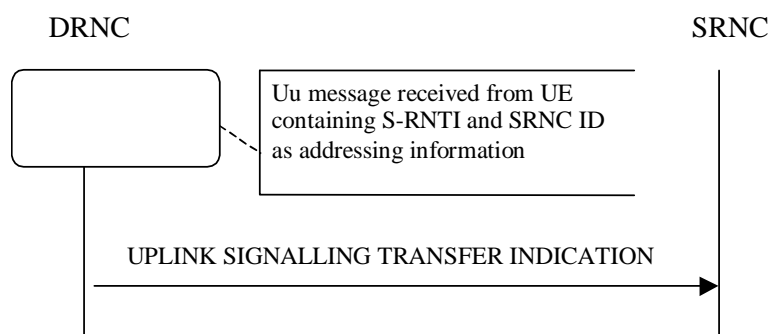 DRNC
SRNC
Uu message received from UE
containing S-RNTI and SRNC ID
as addressing information
UPLINK SIGNALLING TRANSFER INDICATION